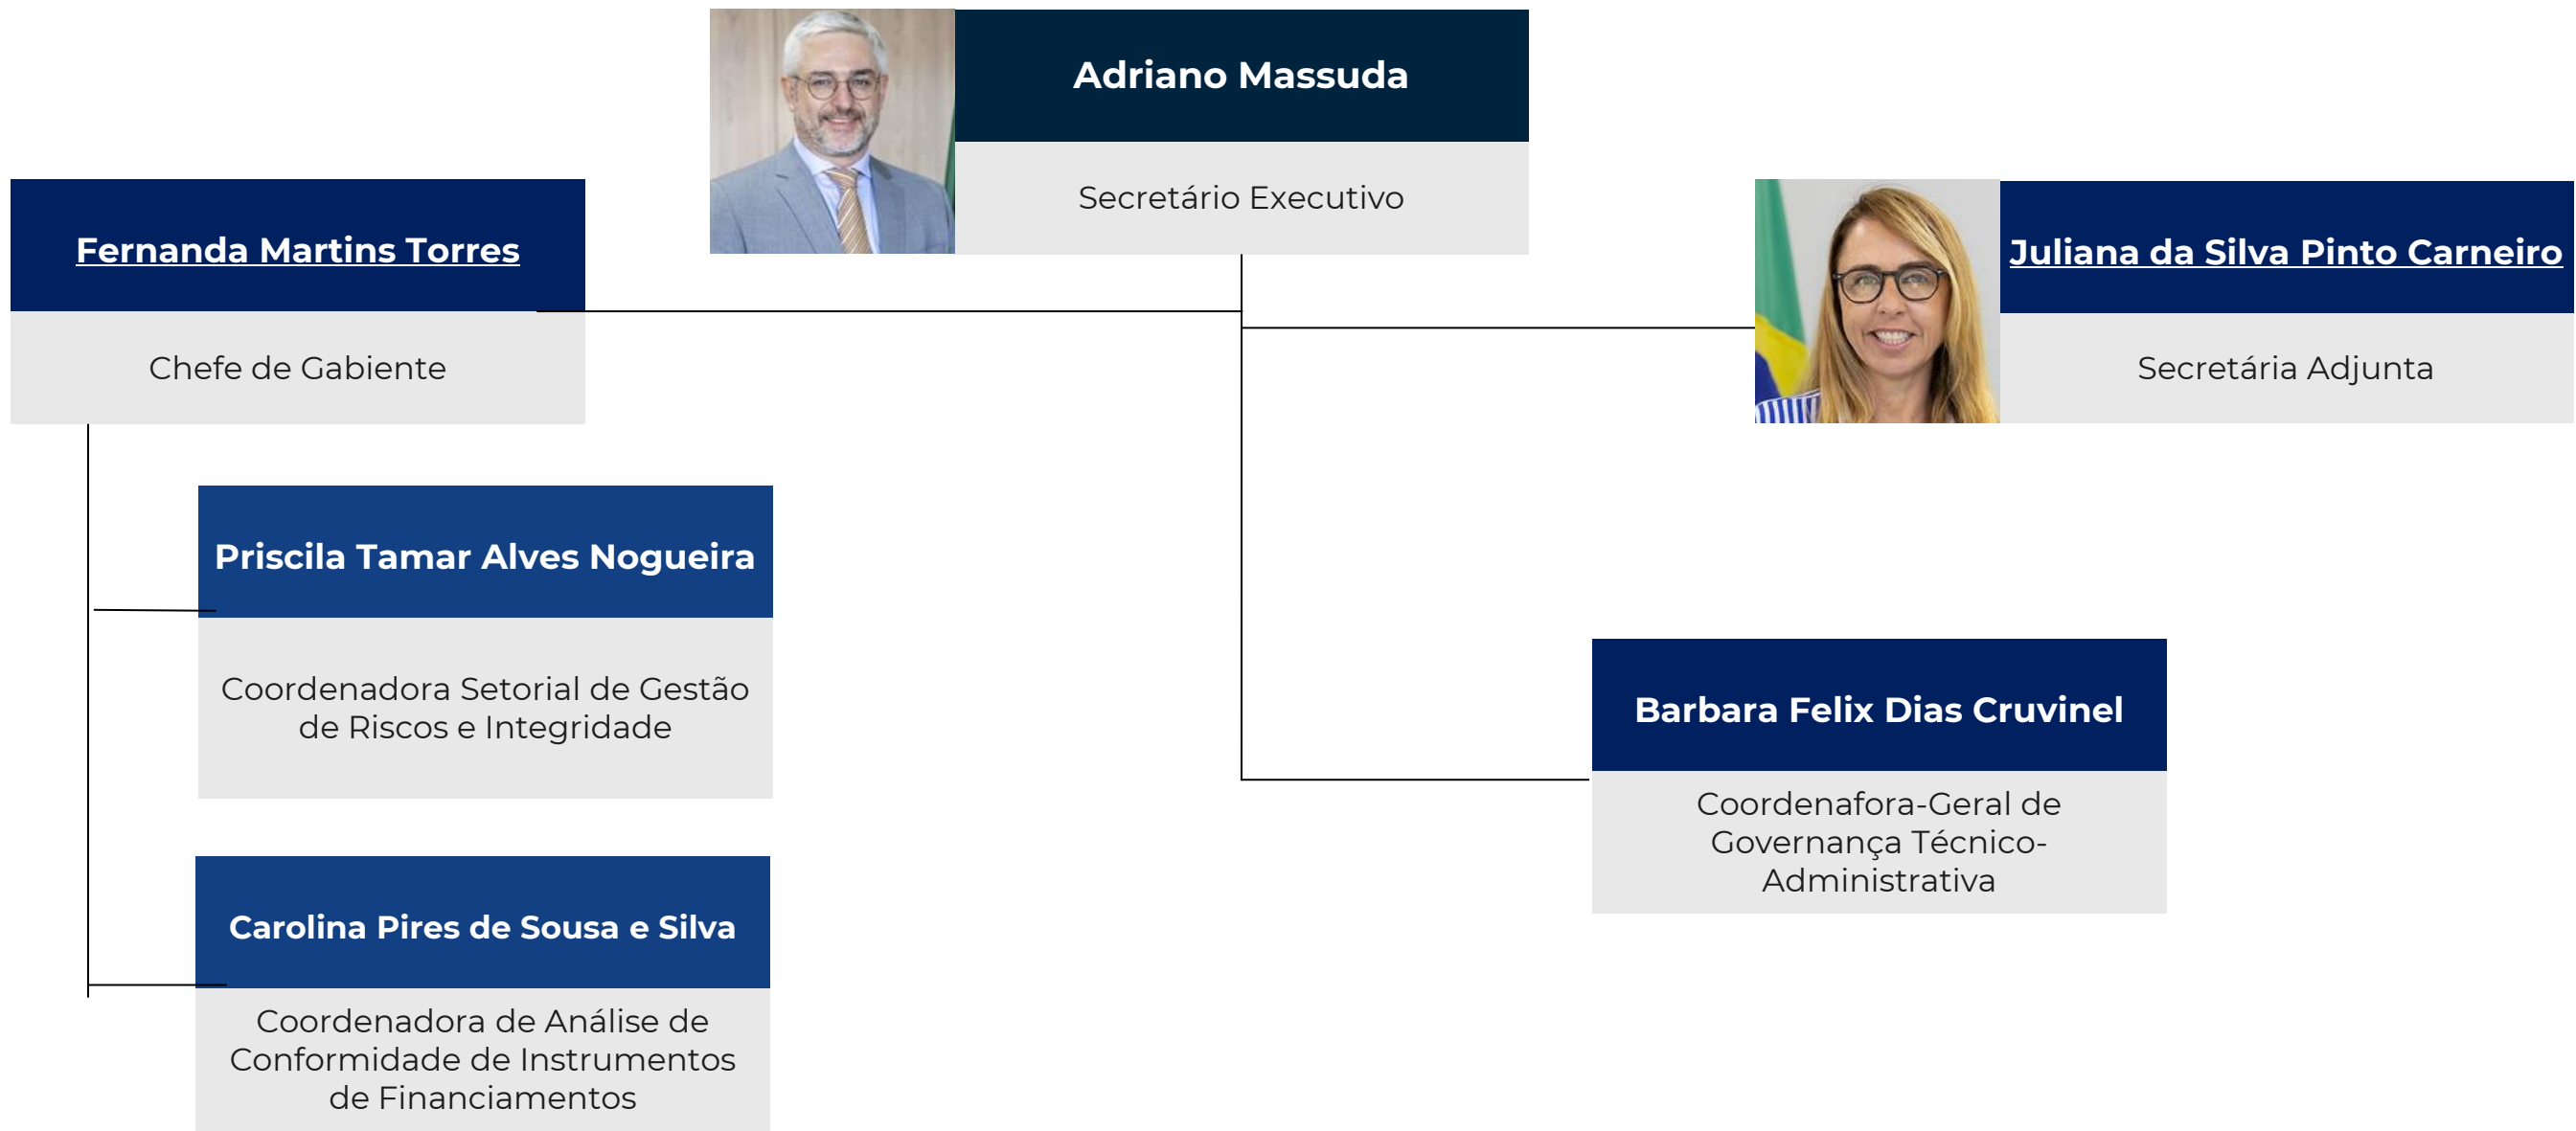 Adriano Massuda
Secretário Executivo
Fernanda Martins Torres
Chefe de Gabiente
Juliana da Silva Pinto Carneiro
Secretária Adjunta
Priscila Tamar Alves Nogueira
Coordenadora Setorial de Gestão
de Riscos e Integridade
Barbara Felix Dias Cruvinel
Coordenafora-Geral de
Governança Técnico-
Administrativa
Carolina Pires de Sousa e Silva
Coordenadora de Análise de
Conformidade de Instrumentos
de Financiamentos